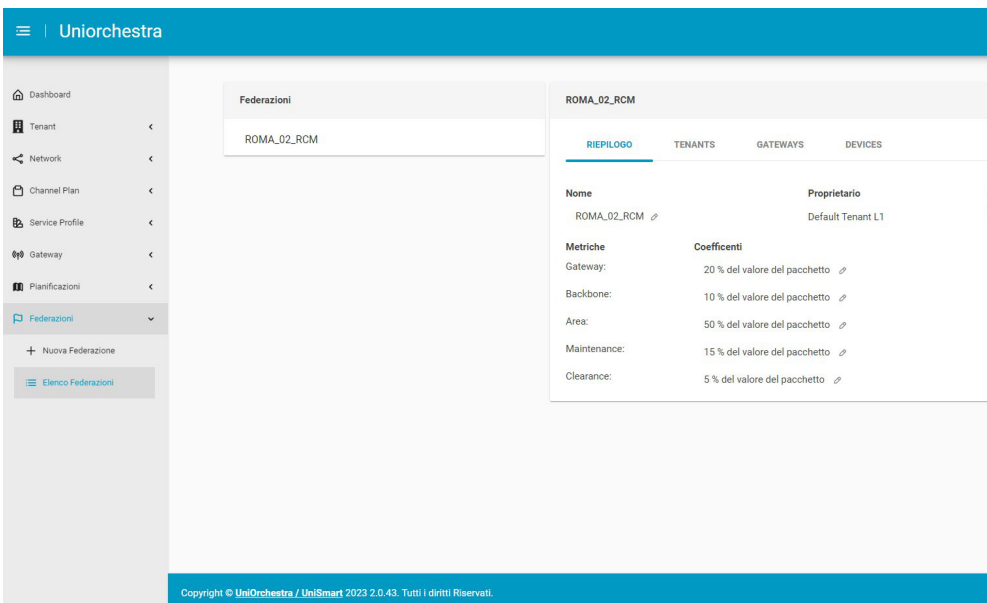 Uniorchestra
Dashboard
Tenant
Network
Channel Plan
Service Profile
Gateway
Pianificazioni
Federazioni
Nuova Federazione
Elenco Federazioni
Federazioni
ROMA_02_RCM
ROMA_02_RCM
RIEPILOGO TENANTS GATEWAYS DEVICES
Nome Proprietario
ROMA_02_RCM Default Tenant L1
Metriche Coefficenti
Gateway: 20 % del valore del pacchetto
Backbone: 10 % del valore del pacchetto
Area: 50 % del valore del pacchetto
Maintenance: 15 % del valore del pacchetto
Clearance: 5 % del valore del pacchetto
Copyright © UniOrchestra / UniSmart 2023 2.0.43. Tutti i diritti Riservati.